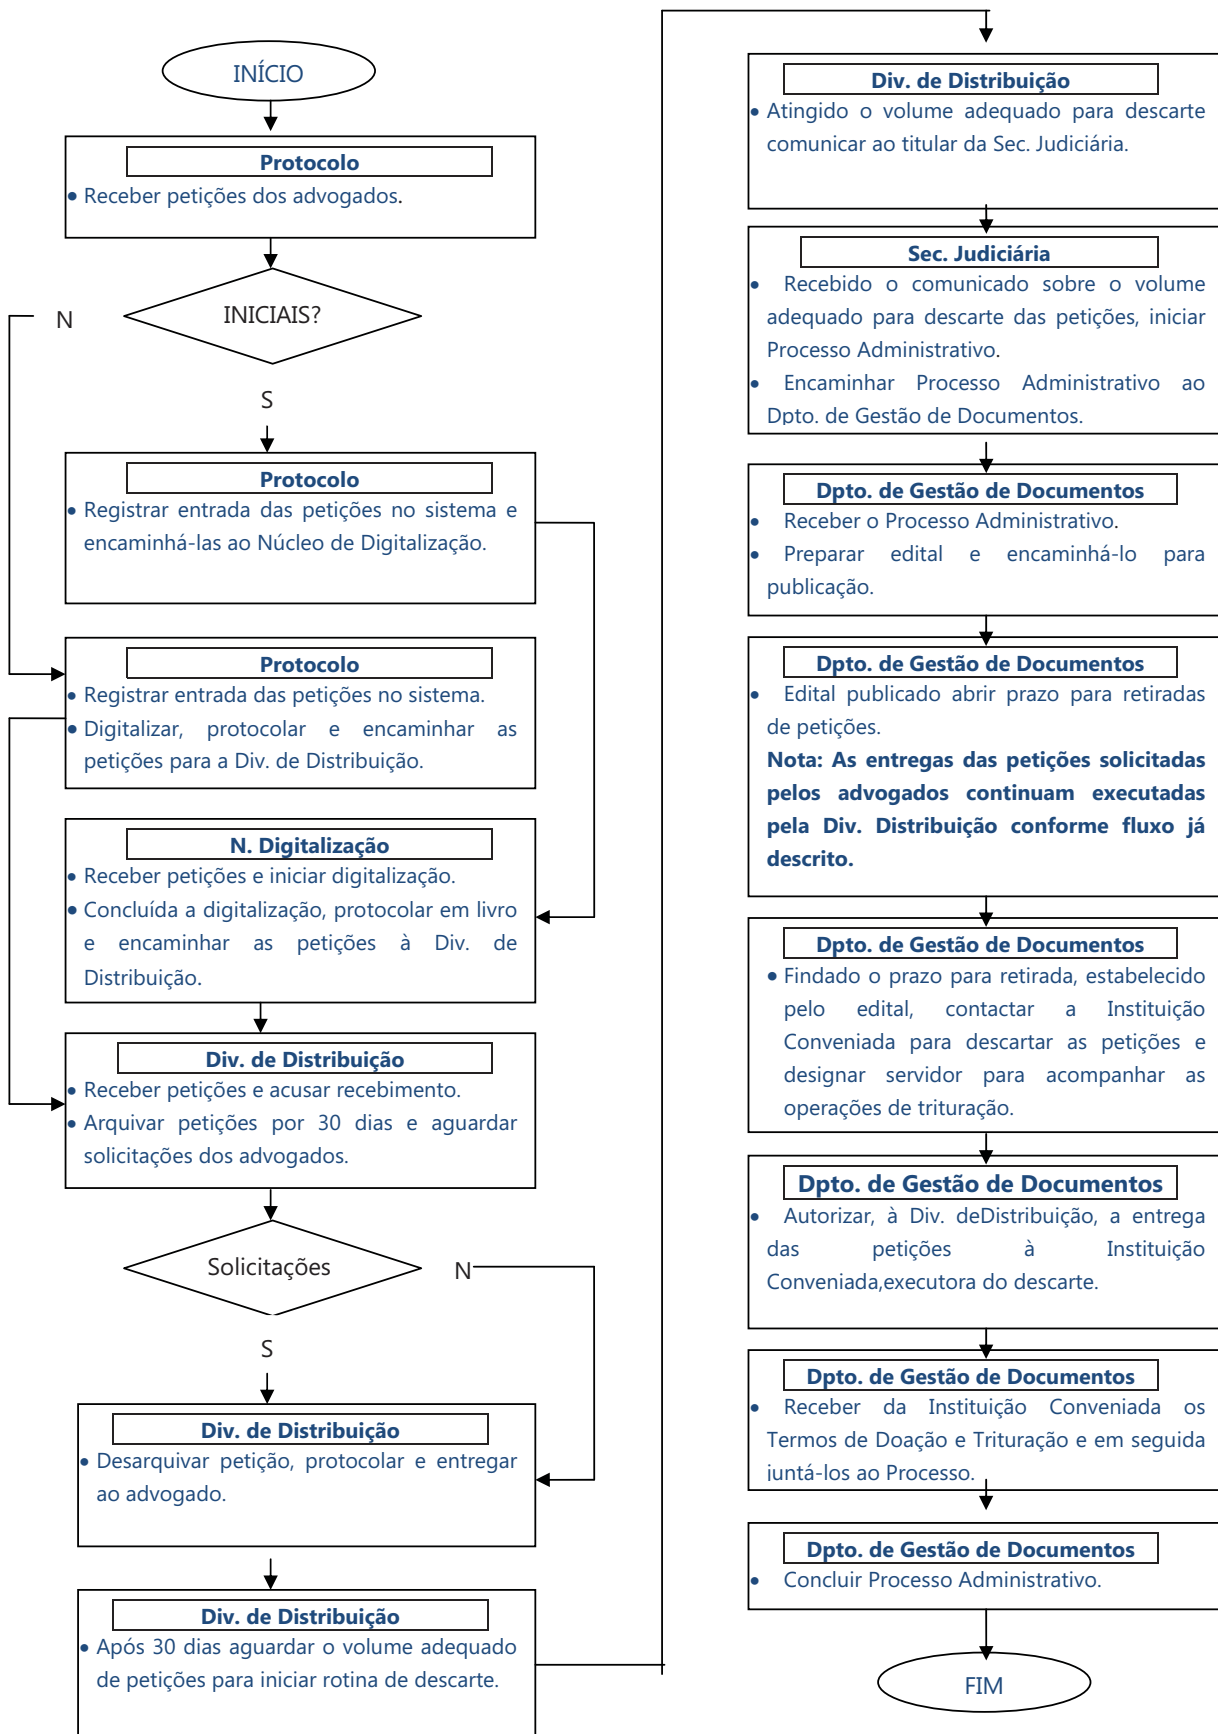 INÍCIO
Protocolo
• Receber petições dos advogados.
INICIAIS?
N
S
Protocolo
• Registrar entrada das petições no sistema e
encaminhá-las ao Núcleo de Digitalização.
Protocolo
• Registrar entrada das petições no sistema.
• Digitalizar, protocolar e encaminhar as
petições para a Div. de Distribuição.
N. Digitalização
• Receber petições e iniciar digitalização.
• Concluída a digitalização, protocolar em livro
e encaminhar as petições à Div. de
Distribuição.
Div. de Distribuição
• Receber petições e acusar recebimento.
• Arquivar petições por 30 dias e aguardar
solicitações dos advogados.
Solicitações
N
S
Div. de Distribuição
• Desarquivar petição, protocolar e entregar
ao advogado.
Div. de Distribuição
• Após 30 dias aguardar o volume adequado
de petições para iniciar rotina de descarte.
Div. de Distribuição
• Atingido o volume adequado para descarte
comunicar ao titular da Sec. Judiciária.
Sec. Judiciária
• Recebido o comunicado sobre o volume
adequado para descarte das petições, iniciar
Processo Administrativo.
• Encaminhar Processo Administrativo ao
Dpto. de Gestão de Documentos.
Dpto. de Gestão de Documentos
• Receber o Processo Administrativo.
• Preparar edital e encaminhá-lo para
publicação.
Dpto. de Gestão de Documentos
• Edital publicado abrir prazo para retiradas
de petições.
Nota: As entregas das petições solicitadas
pelos advogados continuam executadas
pela Div. Distribuição conforme fluxo já
descrito.
Dpto. de Gestão de Documentos
• Findado o prazo para retirada, estabelecido
pelo edital, contactar a Instituição
Conveniada para descartar as petições e
designar servidor para acompanhar as
operações de trituração.
Dpto. de Gestão de Documentos
• Autorizar, à Div. deDistribuição, a entrega
das petições à Instituição
Conveniada,executora do descarte.
Dpto. de Gestão de Documentos
• Receber da Instituição Conveniada os
Termos de Doação e Trituração e em seguida
juntá-los ao Processo.
Dpto. de Gestão de Documentos
• Concluir Processo Administrativo.
FIM